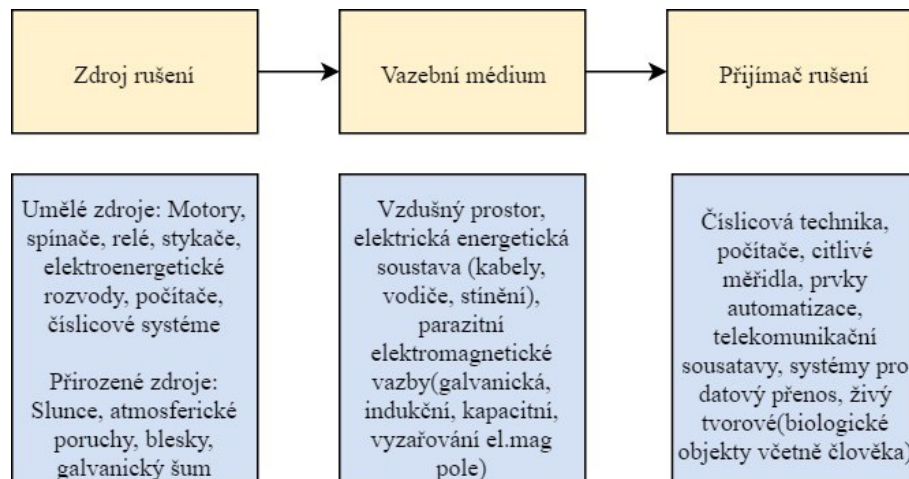 Zdroj rušení
Vazební médium
Přijímač rušení
Umělé zdroje: Motory,
spínače, relé, stykače,
elektroenergetické
rozvody, počítače,
číslicové systéme
Přirozené zdroje:
Slunce, atmosferické
poruchy, blesky,
galvanický šum
Vzdušný prostor,
elektrická energetická
soustava (kabely,
vodiče, stínění),
parazitní
elektromagnetické
vazby(galvanická,
indukční, kapacitní,
vyzařování el.mag
pole)
Číslicová technika,
počítače, citlivé
měřidla, prvky
automatizace,
telekomunikační
sousatavy, systémy pro
datový přenos, živý
tvorové(biologické
objekty včetně člověka)